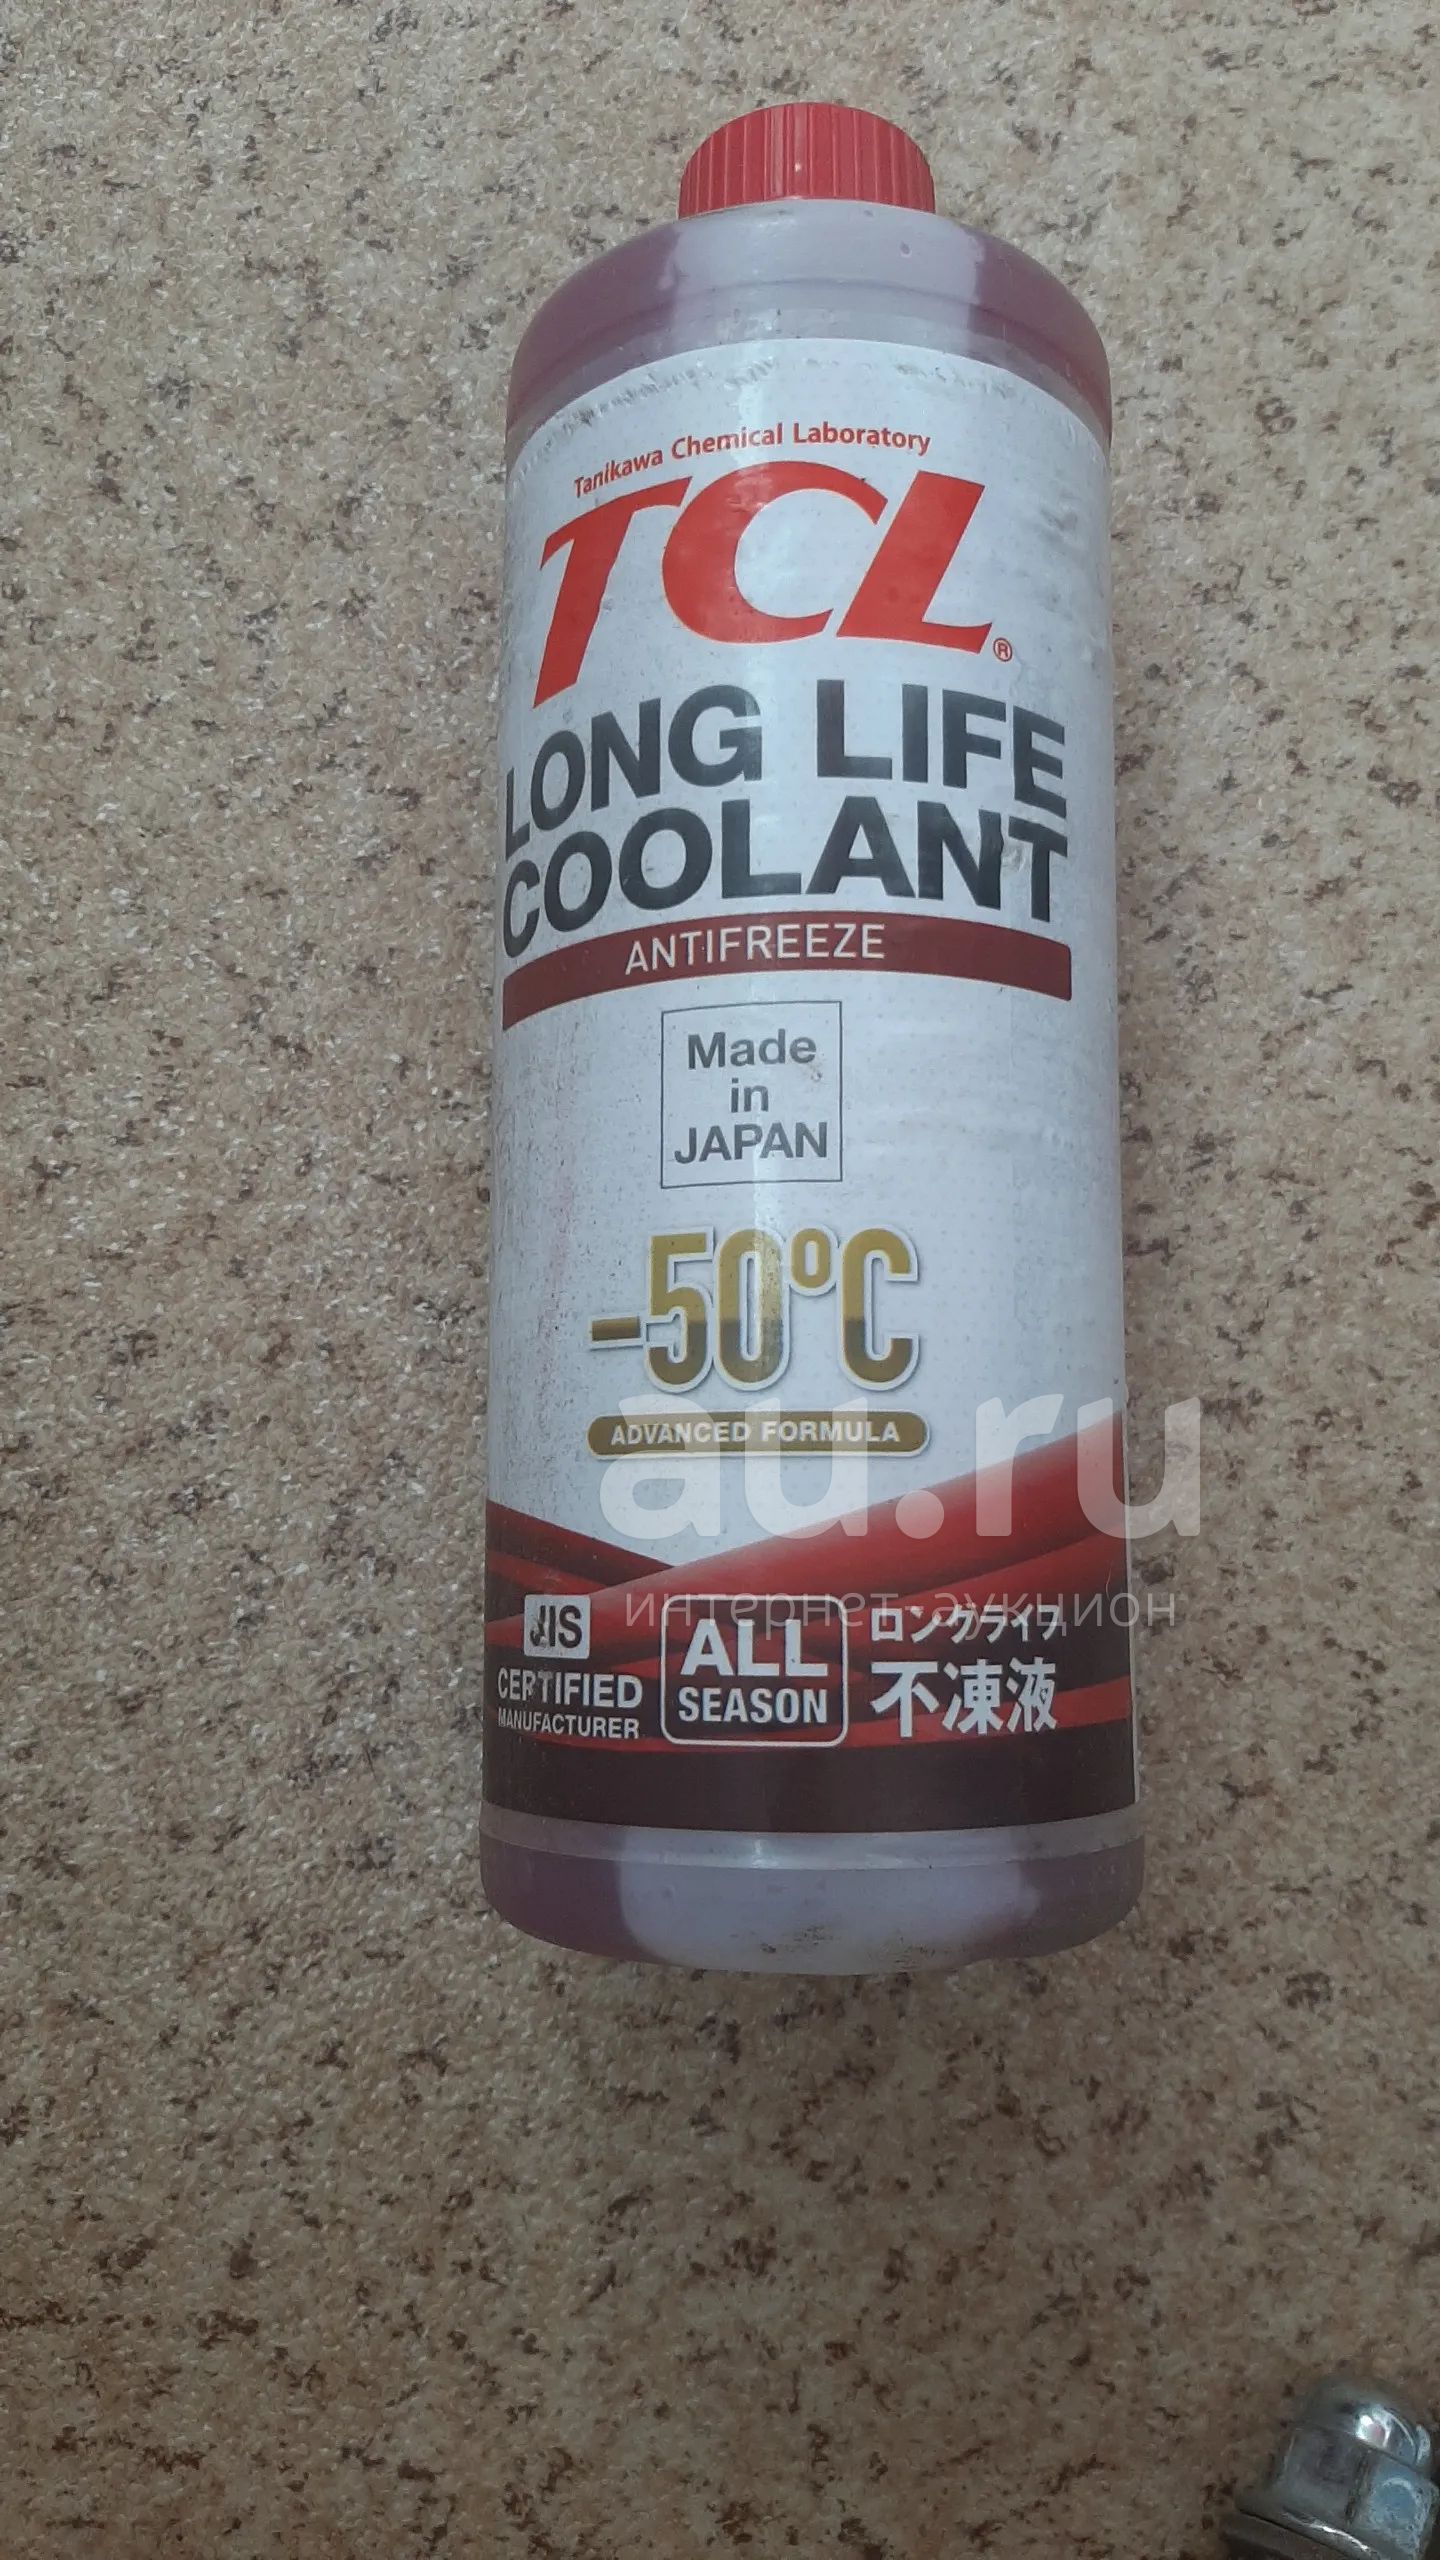 Tanikawa Chemical Laboratory
TCL®
LONG LIFE
COOLANT
ANTIFREEZE
Made
in
JAPAN
-50°C
ADVANCED FORMULA
au.ru
интернет-аукцион
JIS
CERTIFIED
MANUFACTURER
ALL
SEASON
ロングライフ
不凍液